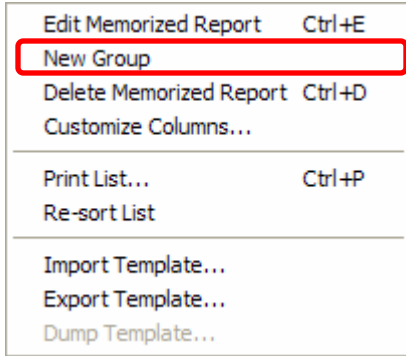 Edit Memorized Report Ctrl+E
New Group
Delete Memorized Report Ctrl+D
Customize Columns...
Print List... Ctrl+P
Re-sort List
Import Template...
Export Template...
Dump Template...